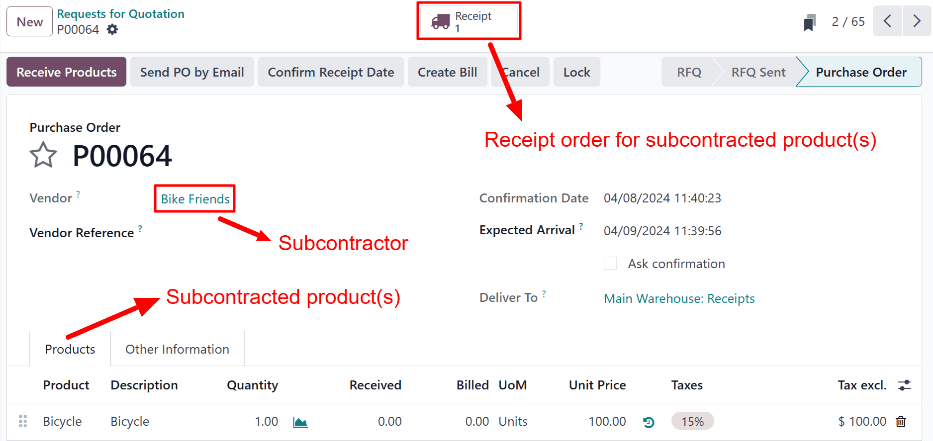 New
Requests for Quotation
P00064
Receipt
1
2 / 65
Receive Products
Send PO by Email
Confirm Receipt Date
Create Bill
Cancel
Lock
RFQ
RFQ Sent
Purchase Order
Receipt order for subcontracted product(s)
Purchase Order
P00064
Vendor ?
Bike Friends
Confirmation Date
04/08/2024 11:40:23
Vendor Reference ?
Subcontractor
Expected Arrival ?
04/09/2024 11:39:56
Ask confirmation
Subcontracted product(s)
Deliver To ?
Main Warehouse: Receipts
Products
Other Information
Product Description Quantity Received Billed UoM Unit Price Taxes Tax excl.
Bicycle Bicycle 1.00 0.00 0.00 Units 100.00 15% $ 100.00